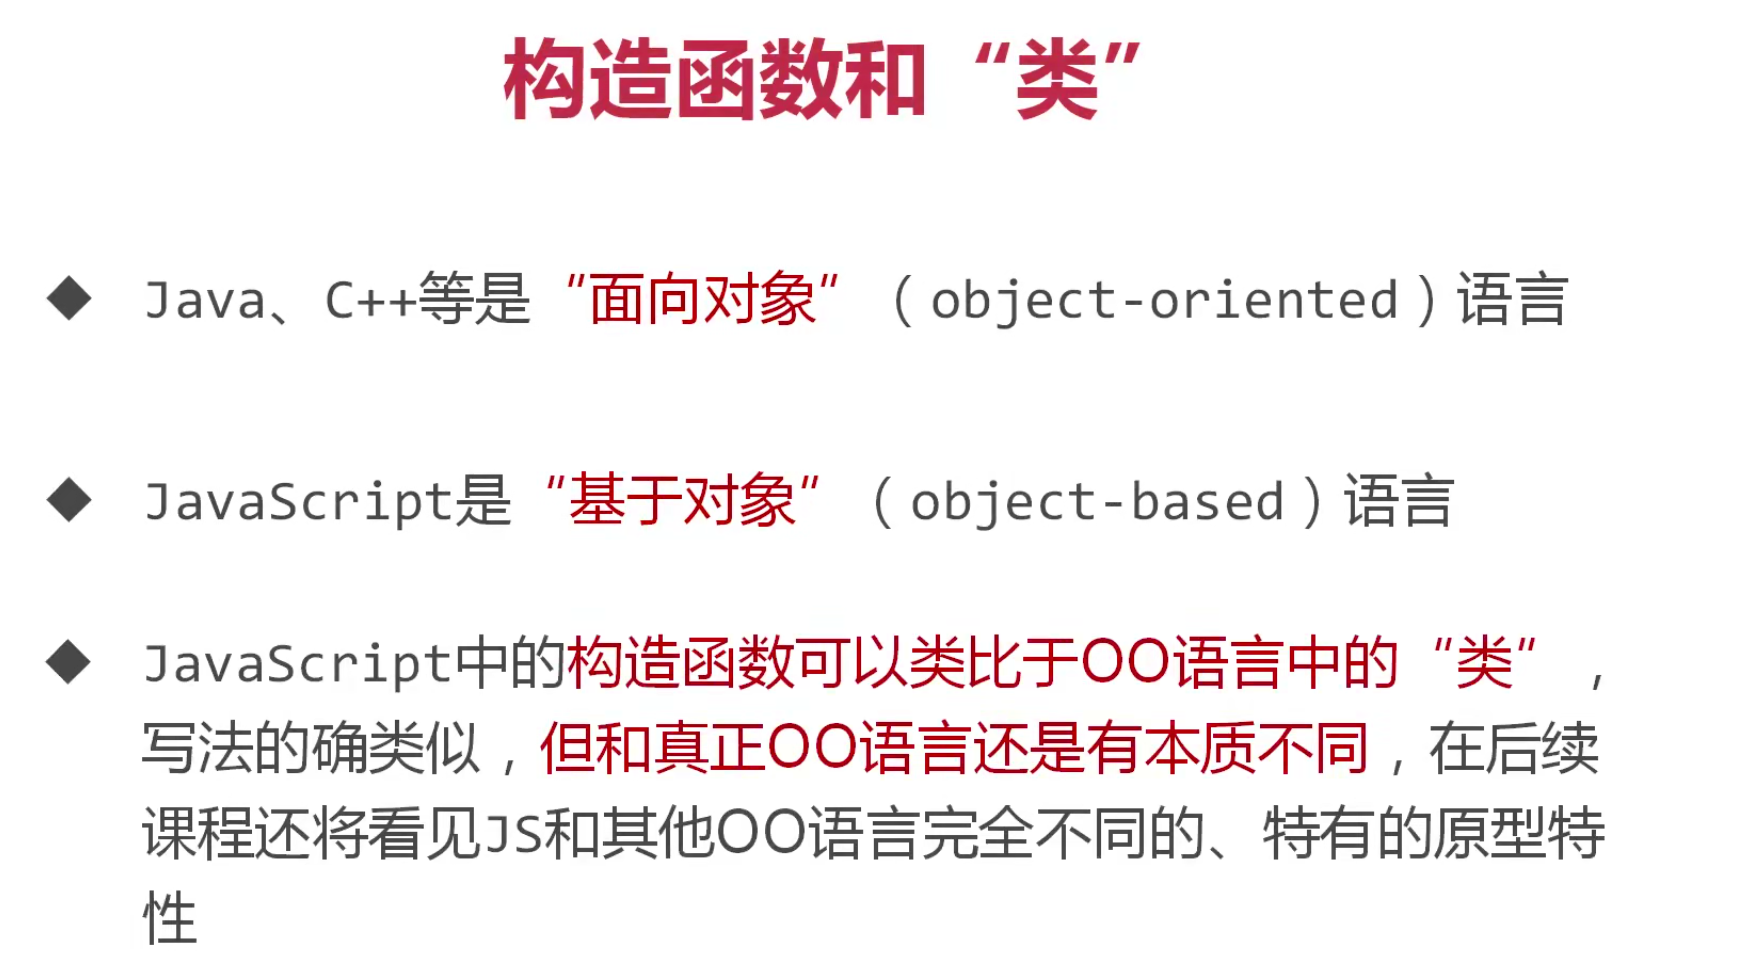 构造函数和“类”
◆ Java、C++等是“面向对象”（object-oriented）语言
◆ JavaScript是“基于对象”（object-based）语言
◆ JavaScript中的构造函数可以类比于OO语言中的“类”，
写法的确类似，但和真正OO语言还是有本质不同，在后续
课程还将看见JS和其他OO语言完全不同的、特有的原型特
性